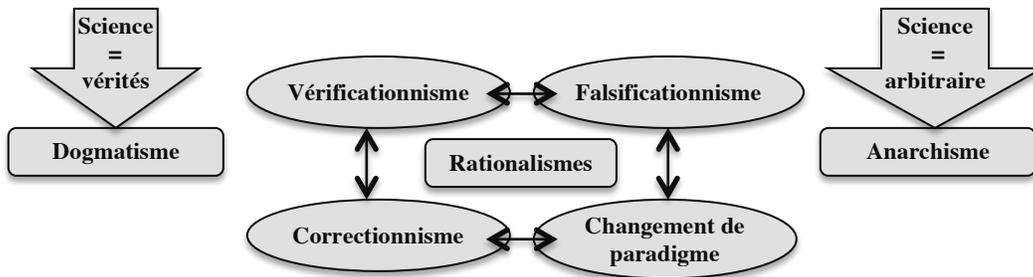 Science
=
vérités
Dogmatisme
Vérificationnisme
Falsificationnisme
Rationalismes
Correctionnisme
Changement de
paradigme
Science
=
arbitraire
Anarchisme